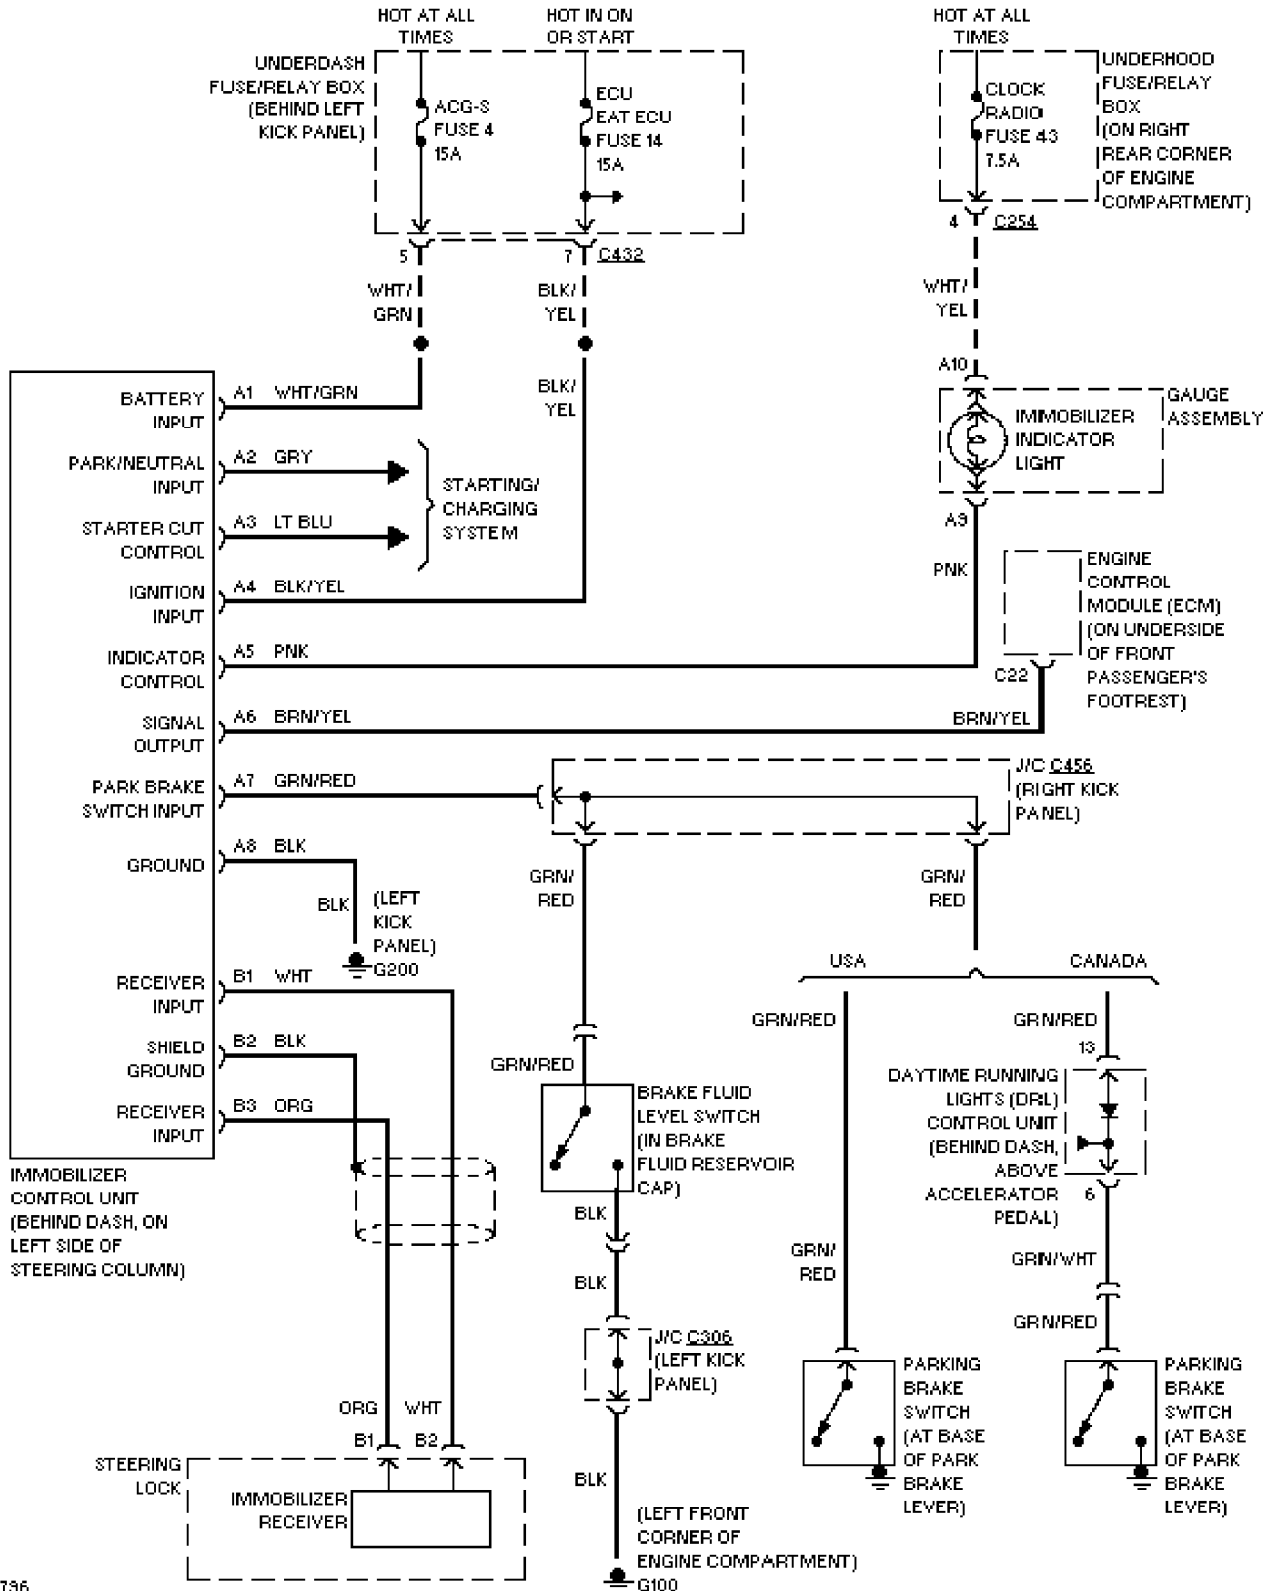 HOT AT ALL
TIMES
HOT IN ON
OR START
HOT AT ALL
TIMES
UNDERDASH
FUSE/RELAY BOX
(BEHIND LEFT
KICK PANEL)
ACG-S
FUSE 4
15A
ECU
EAT ECU
FUSE 14
15A
CLOCK
RADIO
FUSE 43
7.5A
UNDERHOOD
FUSE/RELAY
BOX
(ON RIGHT
REAR CORNER
OF ENGINE
COMPARTMENT)
5
7
C432
4
C254
WHT/
GRN
BLK/
YEL
WHT/
YEL
BLK/
YEL
A10
GAUGE
ASSEMBLY
IMMOBILIZER
INDICATOR
LIGHT
A9
PNK
BATTERY
INPUT
A1 WHT/GRN
PARK/NEUTRAL
INPUT
A2 GRY
STARTER CUT
CONTROL
A3 LT BLU
STARTING/
CHARGING
SYSTEM
IGNITION
INPUT
A4 BLK/YEL
INDICATOR
CONTROL
A5 PNK
SIGNAL
OUTPUT
A6 BRN/YEL
BRN/YEL
C22
ENGINE
CONTROL
MODULE (ECM)
(ON UNDERSIDE
OF FRONT
PASSENGER'S
FOOTREST)
PARK BRAKE
SWITCH INPUT
A7 GRN/RED
J/C C456
(RIGHT KICK
PANEL)
GROUND
A8 BLK
BLK
(LEFT
KICK
PANEL)
G200
GRN/
RED
GRN/
RED
RECEIVER
INPUT
B1 WHT
SHIELD
GROUND
B2 BLK
RECEIVER
INPUT
B3 ORG
IMMOBILIZER
CONTROL UNIT
(BEHIND DASH, ON
LEFT SIDE OF
STEERING COLUMN)
USA
CANADA
GRN/RED
GRN/RED
13
GRN/RED
BRAKE FLUID
LEVEL SWITCH
(IN BRAKE
FLUID RESERVOIR
CAP)
DAYTIME RUNNING
LIGHTS (DRL)
CONTROL UNIT
(BEHIND DASH,
ABOVE
ACCELERATOR
PEDAL)
6
BLK
BLK
GRN/
RED
GRN/WHT
GRN/RED
J/C C306
(LEFT KICK
PANEL)
PARKING
BRAKE
SWITCH
(AT BASE
OF PARK
BRAKE
LEVER)
PARKING
BRAKE
SWITCH
(AT BASE
OF PARK
BRAKE
LEVER)
ORG
WHT
B1
B2
STEERING
LOCK
IMMOBILIZER
RECEIVER
BLK
(LEFT FRONT
CORNER OF
ENGINE COMPARTMENT)
G100